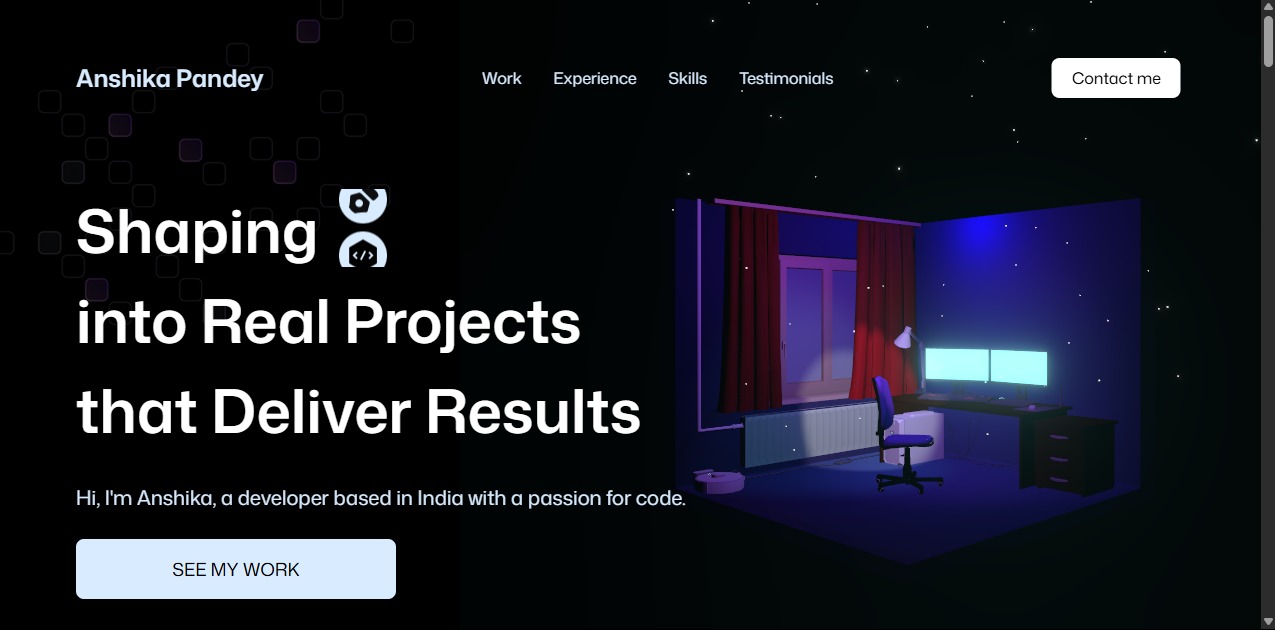 Anshika Pandey
Work Experience Skills Testimonials
Contact me
Shaping
into Real Projects
that Deliver Results
Hi, I'm Anshika, a developer based in India with a passion for code.
SEE MY WORK